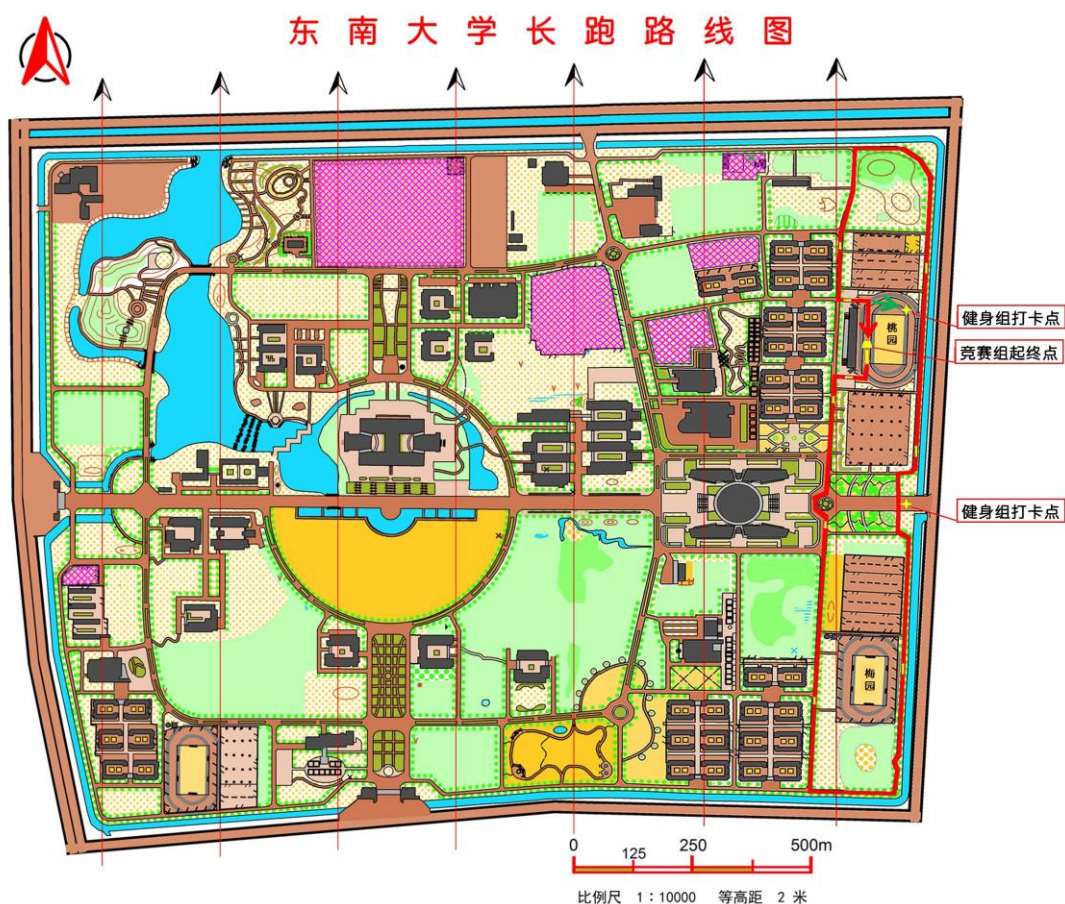 东南大学长跑路线图
健身组打卡点
桃园
竞赛组起终点
健身组打卡点
梅园
0 125 250 500m
比例尺 1：10000 等高距 2 米